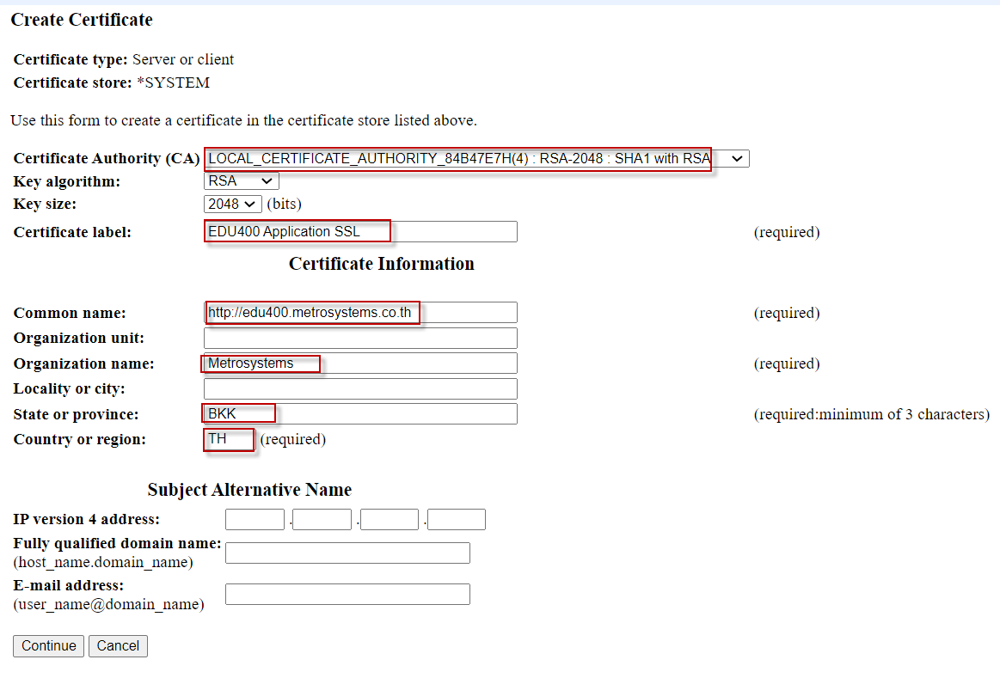 Create Certificate
Certificate type: Server or client
Certificate store: *SYSTEM
Use this form to create a certificate in the certificate store listed above.
Certificate Authority (CA) LOCAL_CERTIFICATE_AUTHORITY_84B47E7H(4) : RSA-2048 : SHA1 with RSA
Key algorithm: RSA
Key size: 2048 (bits)
Certificate label: EDU400 Application SSL (required)
Certificate Information
Common name: http://edu400.metrosystems.co.th (required)
Organization unit:
Organization name: Metrosystems (required)
Locality or city:
State or province: BKK (required:minimum of 3 characters)
Country or region: TH (required)
Subject Alternative Name
IP version 4 address: . . .
Fully qualified domain name:
(host_name.domain_name)
E-mail address:
(user_name@domain_name)
Continue Cancel